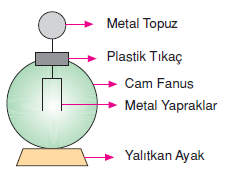 Metal Topuz
Plastik Tıkaç
Cam Fanus
Metal Yapraklar
Yalıtkan Ayak